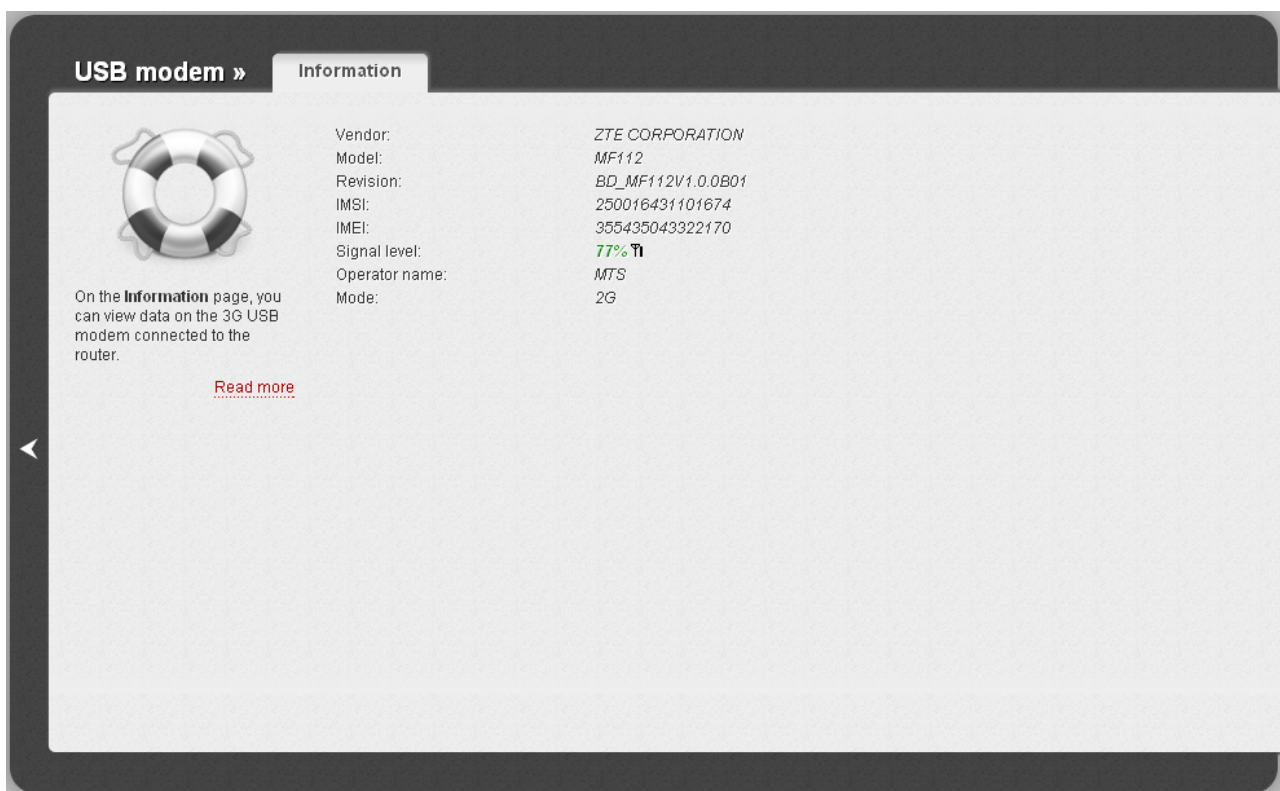 USB modem »
Information
Vendor: ZTE CORPORATION
Model: MF112
Revision: BD_MF112V1.0.0B01
IMSI: 250016431101674
IMEI: 355435043322170
Signal level: 77%
Operator name: MTS
Mode: 2G
On the Information page, you
can view data on the 3G USB
modem connected to the
router.
Read more